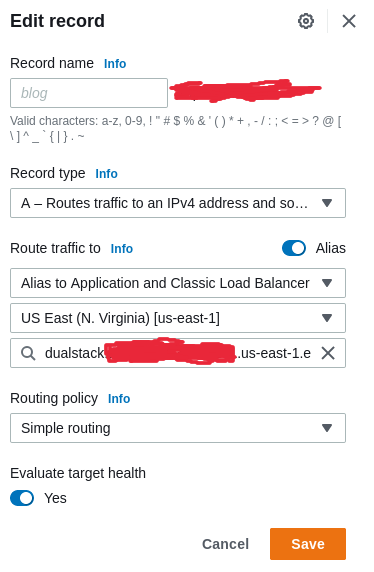 Edit record
Record name Info
blog
Valid characters: a-z, 0-9, ! " # $ % & ' ( ) * + , - / : ; < = > ? @ [
\ ] ^ _ ` { | } . ~
Record type Info
A – Routes traffic to an IPv4 address and so...
Route traffic to Info Alias
Alias to Application and Classic Load Balancer
US East (N. Virginia) [us-east-1]
dualstack .us-east-1.e
Routing policy Info
Simple routing
Evaluate target health
Yes
Cancel Save